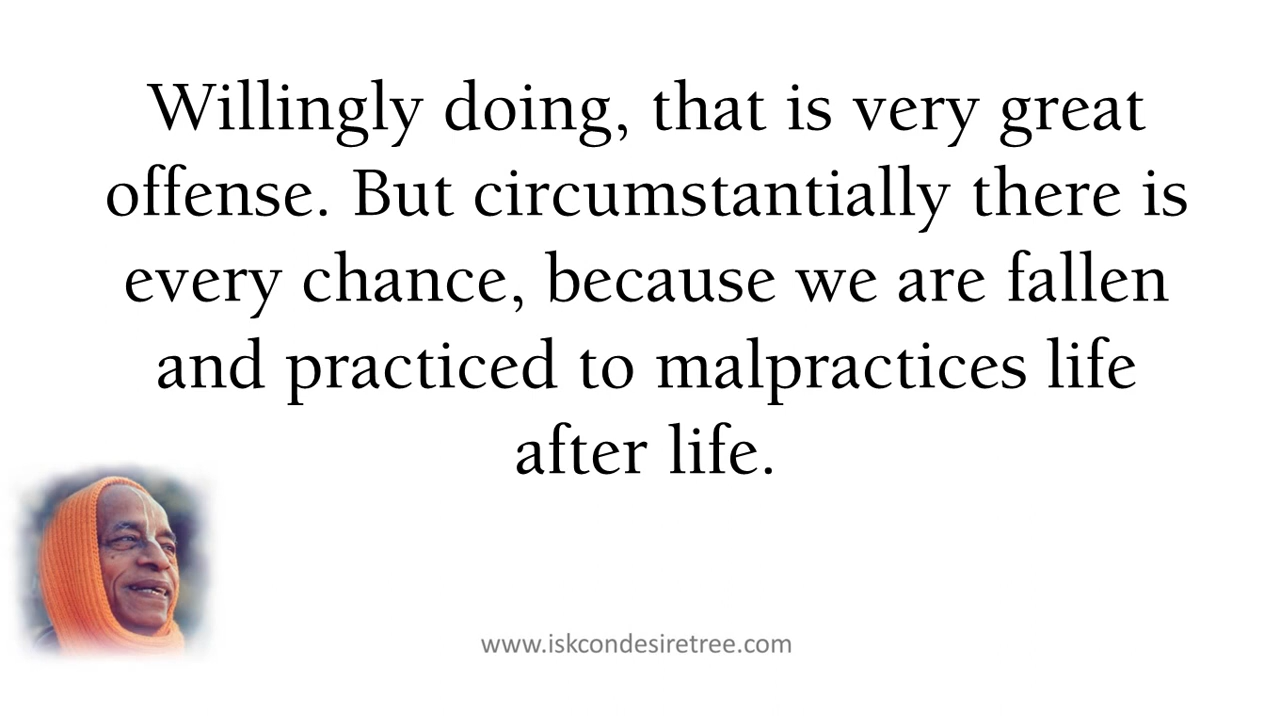 Willingly doing, that is very great
offense. But circumstantially there is
every chance, because we are fallen
and practiced to malpractices life
after life.
www.iskcondesiretree.com